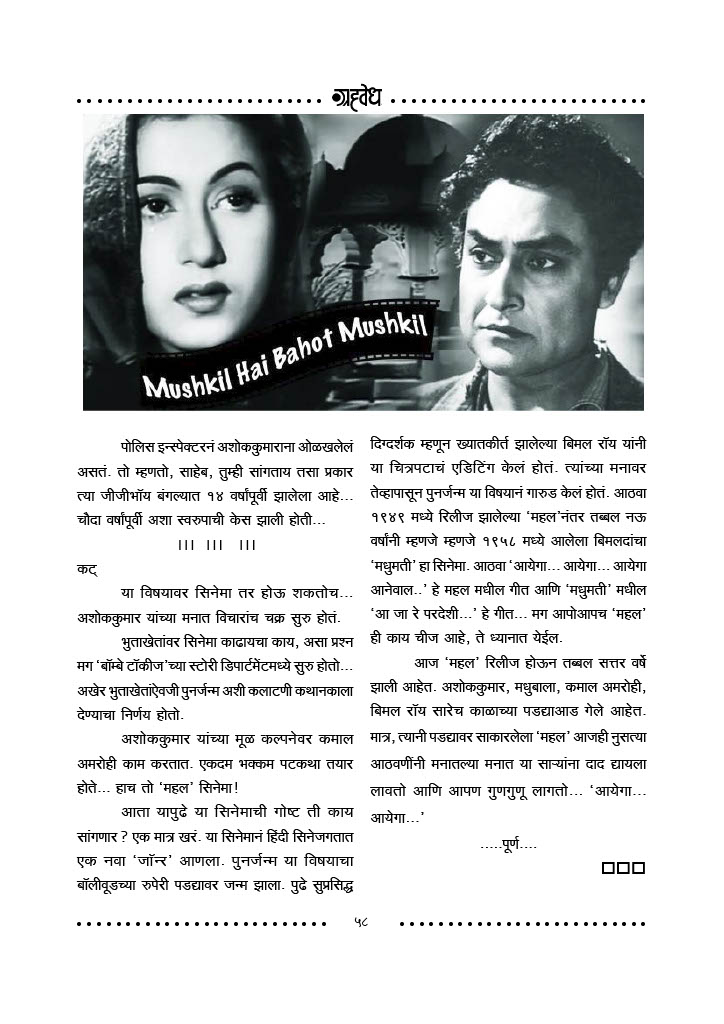 ग्रहवेध
Mushkil Hai Bahot Mushkil
पोलिस इन्स्पेक्टरनं अशोककुमाराना ओळखलेलं
असतं. तो म्हणतो, साहेब, तुम्ही सांगताय तसा प्रकार
त्या जीजीभॉय बंगल्यात १४ वर्षांपूर्वी झालेला आहे...
चौदा वर्षांपूर्वी अशा स्वरुपाची केस झाली होती...
।।। ।।। ।।।
कट्
या विषयावर सिनेमा तर होऊ शकतोच...
अशोककुमार यांच्या मनात विचारांच चक्र सुरु होतं.
भुताखेतांवर सिनेमा काढायचा काय, असा प्रश्न
मग ‘बॉम्बे टॉकीज’च्या स्टोरी डिपार्टमेंटमध्ये सुरु होतो...
अखेर भुताखेतांऐवजी पुनर्जन्म अशी कलाटणी कथानकाला
देण्याचा निर्णय होतो.
अशोककुमार यांच्या मूळ कल्पनेवर कमाल
अमरोही काम करतात. एकदम भक्कम पटकथा तयार
होते... हाच तो ‘महल’ सिनेमा!
आता यापुढे या सिनेमाची गोष्ट ती काय
सांगणार ? एक मात्र खरं. या सिनेमानं हिंदी सिनेजगतात
एक नवा ‘जॉनर’ आणला. पुनर्जन्म या विषयाचा
बॉलीवूडच्या रुपेरी पडद्यावर जन्म झाला. पुढे सुप्रसिद्ध
दिग्दर्शक म्हणून ख्यातकीर्त झालेल्या बिमल रॉय यांनी
या चित्रपटाचं एडिटिंग केलं होतं. त्यांच्या मनावर
तेव्हापासून पुनर्जन्म या विषयानं गारुड केलं होतं. आठवा
१९४९ मध्ये रिलीज झालेल्या ‘महल’नंतर तब्बल नऊ
वर्षांनी म्हणजे म्हणजे १९५८ मध्ये आलेला बिमलदांचा
‘मधुमती’ हा सिनेमा. आठवा ‘आयेगा... आयेगा... आयेगा
आनेवाल..’ हे महल मधील गीत आणि ‘मधुमती’ मधील
‘आ जा रे परदेशी...’ हे गीत... मग आपोआपच ‘महल’
ही काय चीज आहे, ते ध्यानात येईल.
आज ‘महल’ रिलीज होऊन तब्बल सत्तर वर्षे
झाली आहेत. अशोककुमार, मधुबाला, कमाल अमरोही,
बिमल रॉय सारेच काळाच्या पडद्याआड गेले आहेत.
मात्र, त्यानी पडद्यावर साकारलेला ‘महल’ आजही नुसत्या
आठवणींनी मनातल्या मनात या साऱ्यांना दाद द्यायला
लावतो आणि आपण गुणगुणू लागतो... ‘आयेगा...
आयेगा...’
.....पूर्ण....
५८